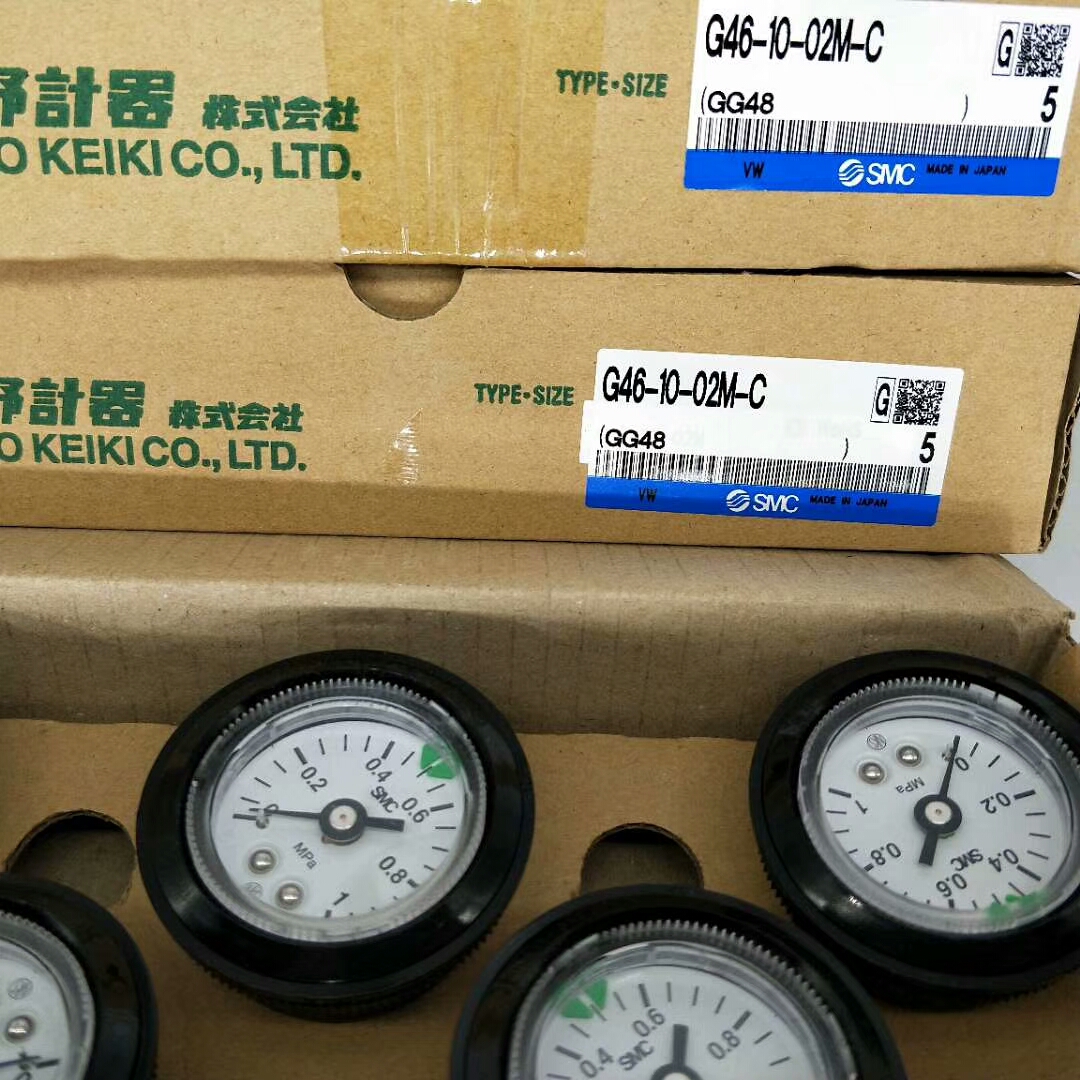 計器 株式会社
O KEIKI CO., LTD.
TYPE・SIZE
G46-10-02M-C
G
(GG48 )
5
VW
SMC
MADE IN JAPAN
計器 株式会社
O KEIKI CO., LTD.
TYPE・SIZE
G46-10-02M-C
G
(GG48 )
5
VW
SMC
MADE IN JAPAN
0
0.2
0.4
0.6
0.8
1
SMC
MPa
0
0.2
0.4
0.6
0.8
1
SMC
MPa
0.4
0.6
0.8
SMC